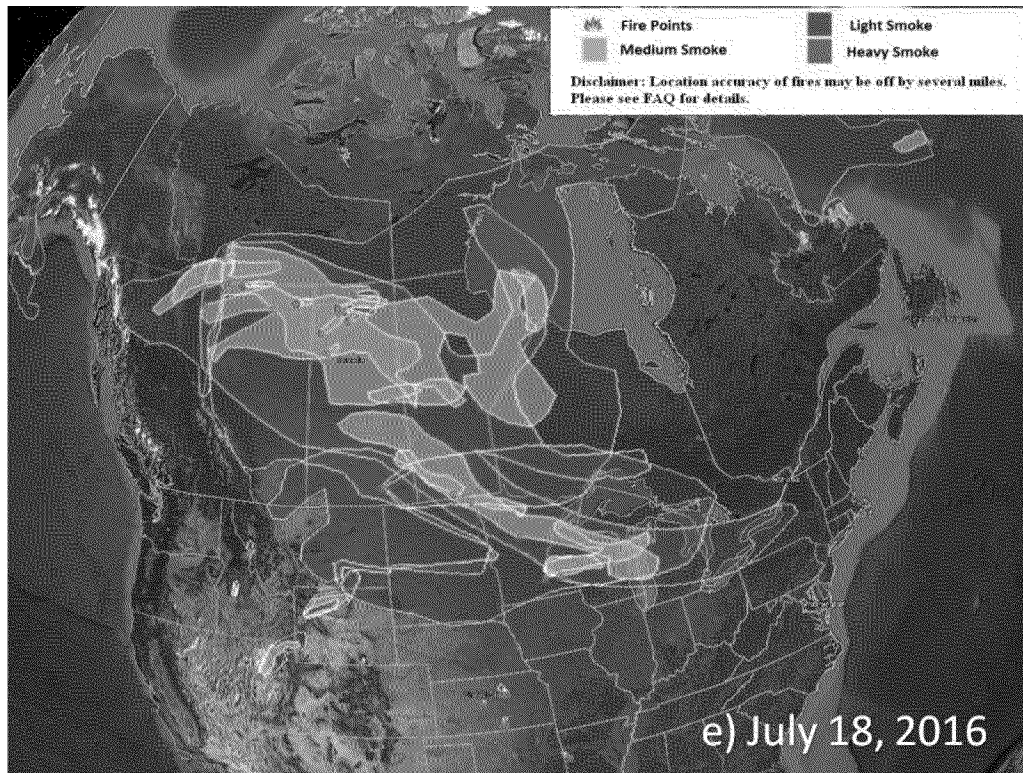 Fire Points
Light Smoke
Medium Smoke
Heavy Smoke
Disclaimer: Location accuracy of fires may be off by several miles.
Please see FAQ for details.
e) July 18, 2016